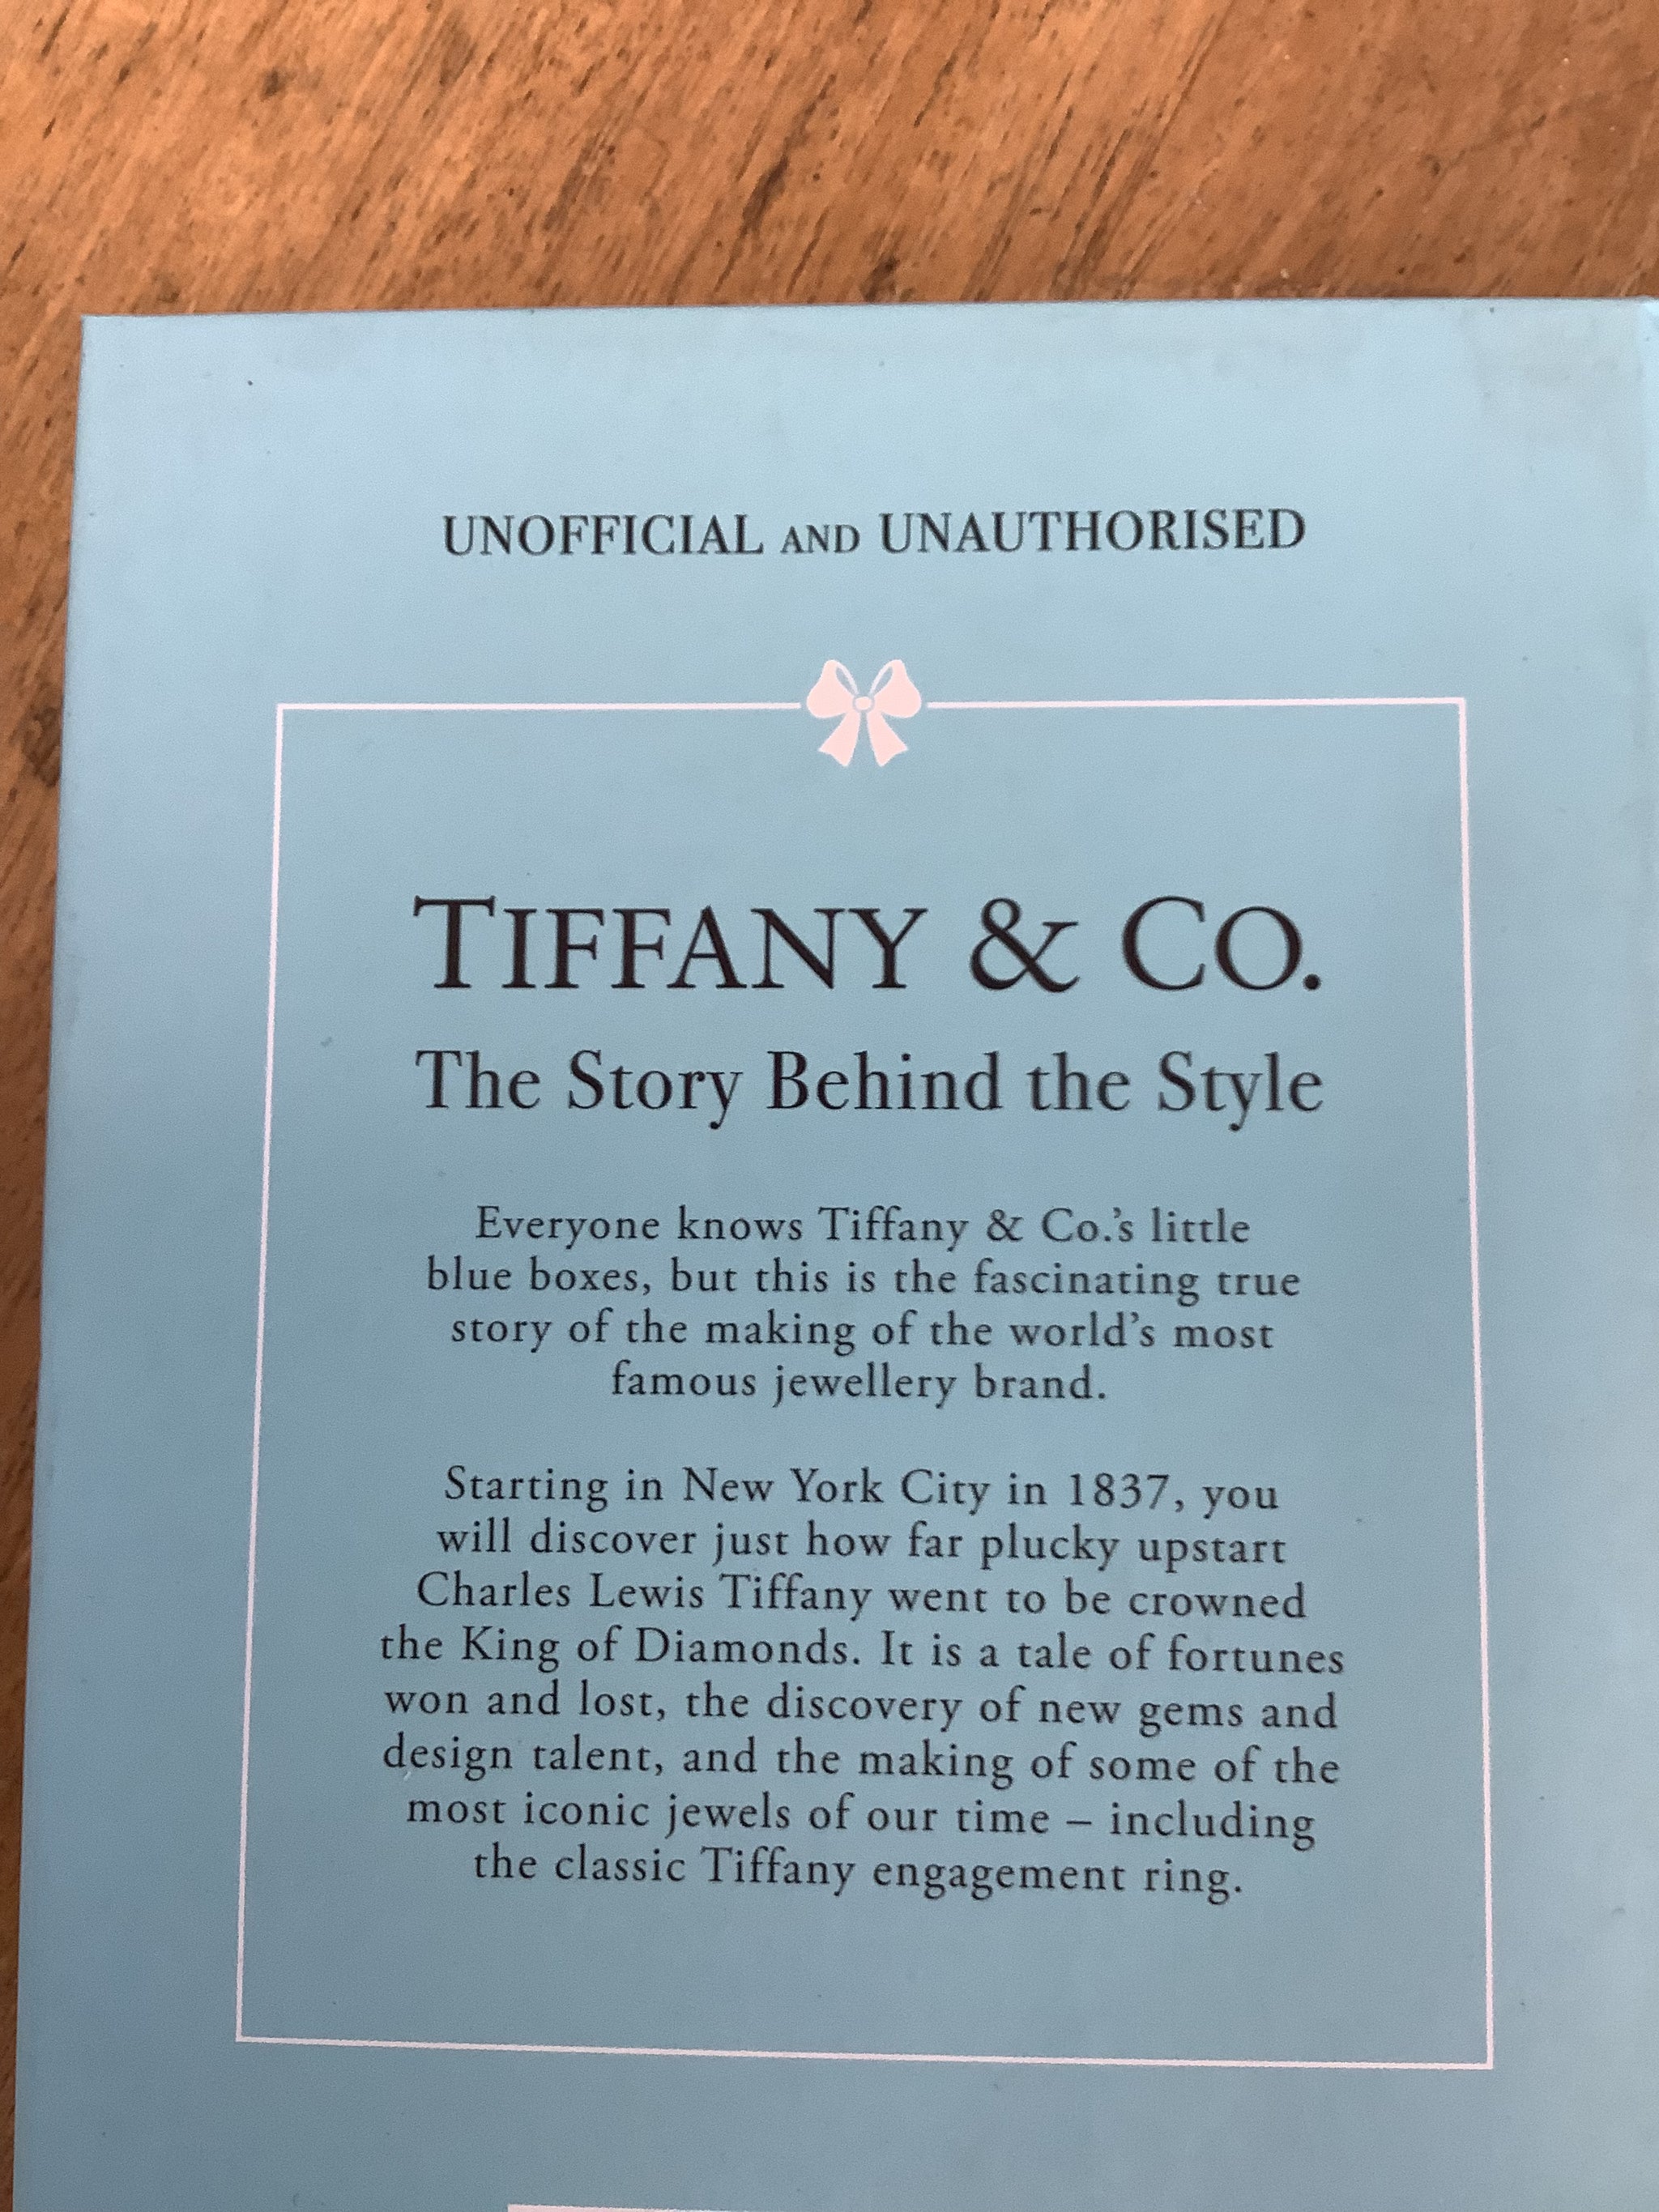 UNOFFICIAL AND UNAUTHORISED
TIFFANY & CO.
The Story Behind the Style
Everyone knows Tiffany & Co.'s little
blue boxes, but this is the fascinating true
story of the making of the world's most
famous jewellery brand.
Starting in New York City in 1837, you
will discover just how far plucky upstart
Charles Lewis Tiffany went to be crowned
the King of Diamonds. It is a tale of fortunes
won and lost, the discovery of new gems and
design talent, and the making of some of the
most iconic jewels of our time – including
the classic Tiffany engagement ring.